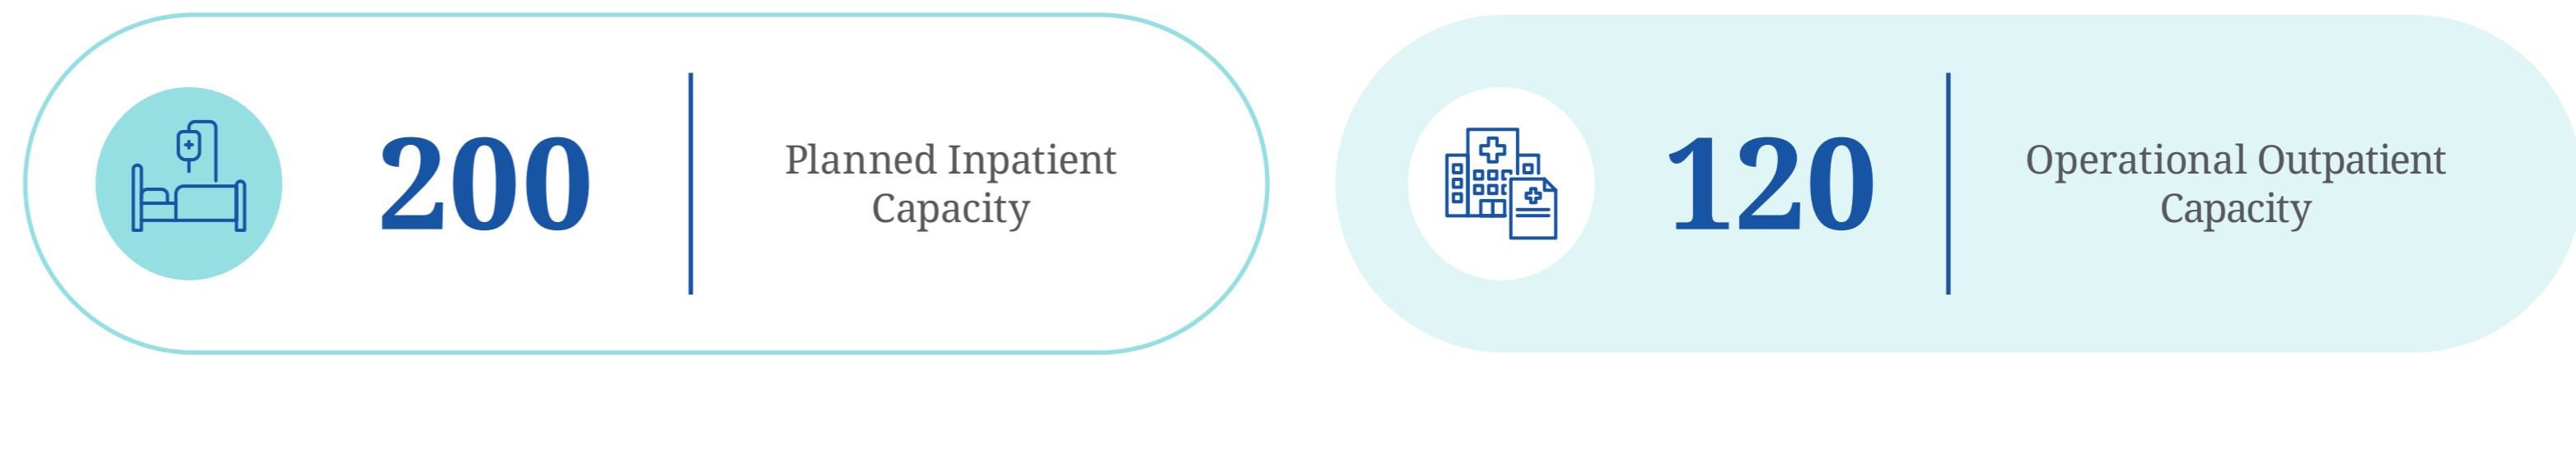 200
Planned Inpatient
Capacity
120
Operational Outpatient
Capacity